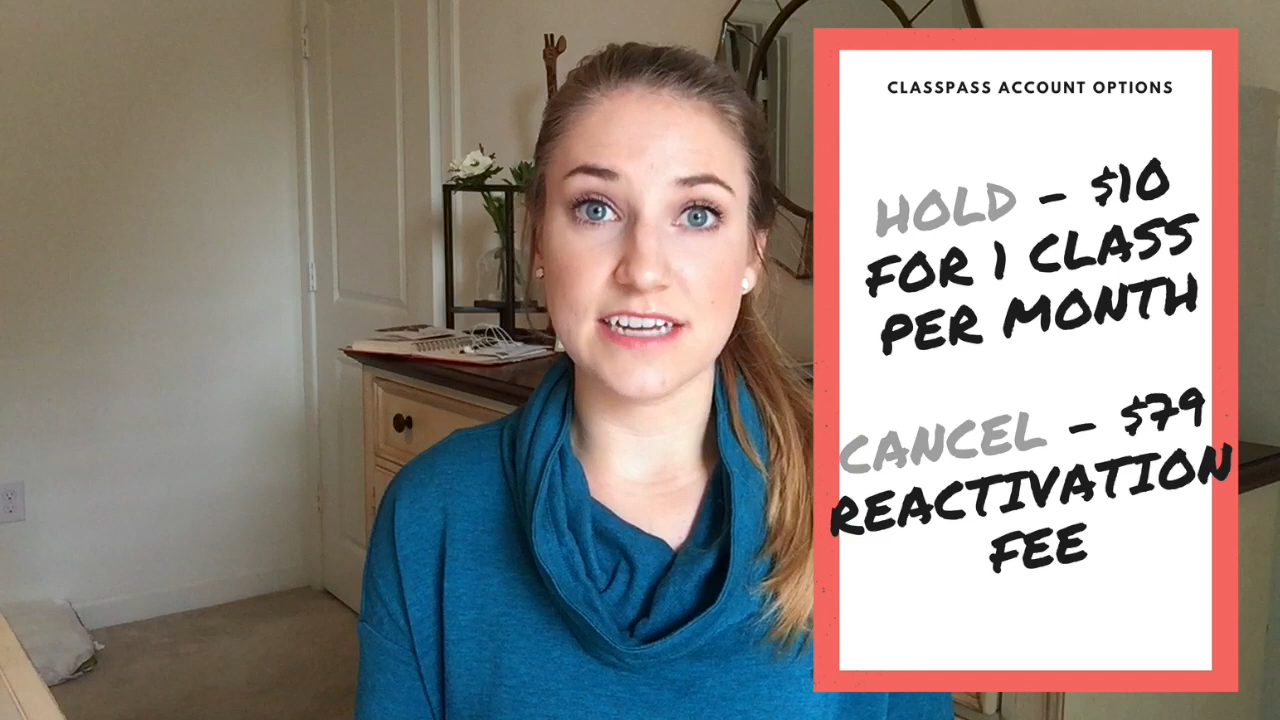 CLASSPASS ACCOUNT OPTIONS
HOLD - $10
FOR 1 CLASS
PER MONTH
CANCEL - $79
REACTIVATION
FEE